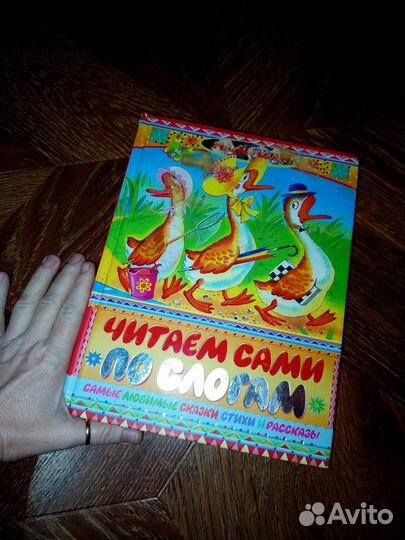 ЧИТАЕМ САМИ
ПО СЛОГАМ
САМЫЕ ЛЮБИМЫЕ СКАЗКИ, СТИХИ И РАССКАЗЫ
Avito